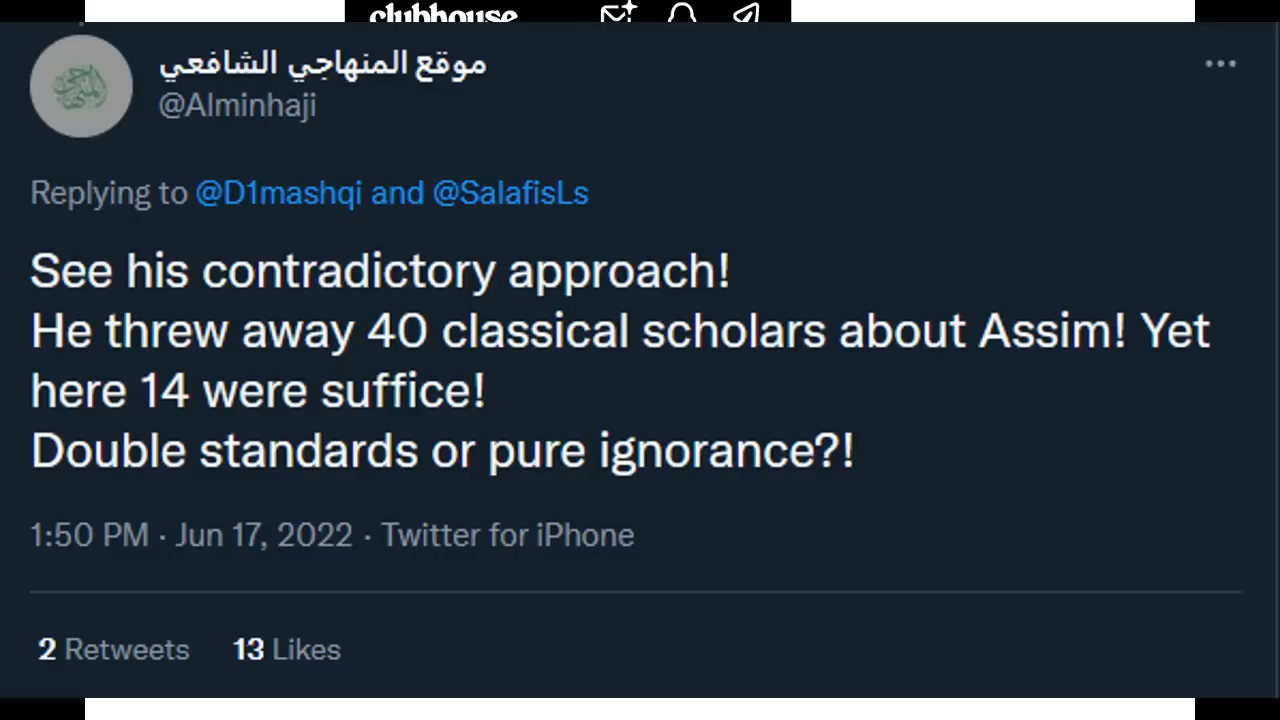 clubhouse
موقع المنهاجي الشافعي
@Alminhaji
Replying to @D1mashqi and @SalafisLs
See his contradictory approach!
He threw away 40 classical scholars about Assim! Yet
here 14 were suffice!
Double standards or pure ignorance?!
1:50 PM · Jun 17, 2022 · Twitter for iPhone
2 Retweets 13 Likes